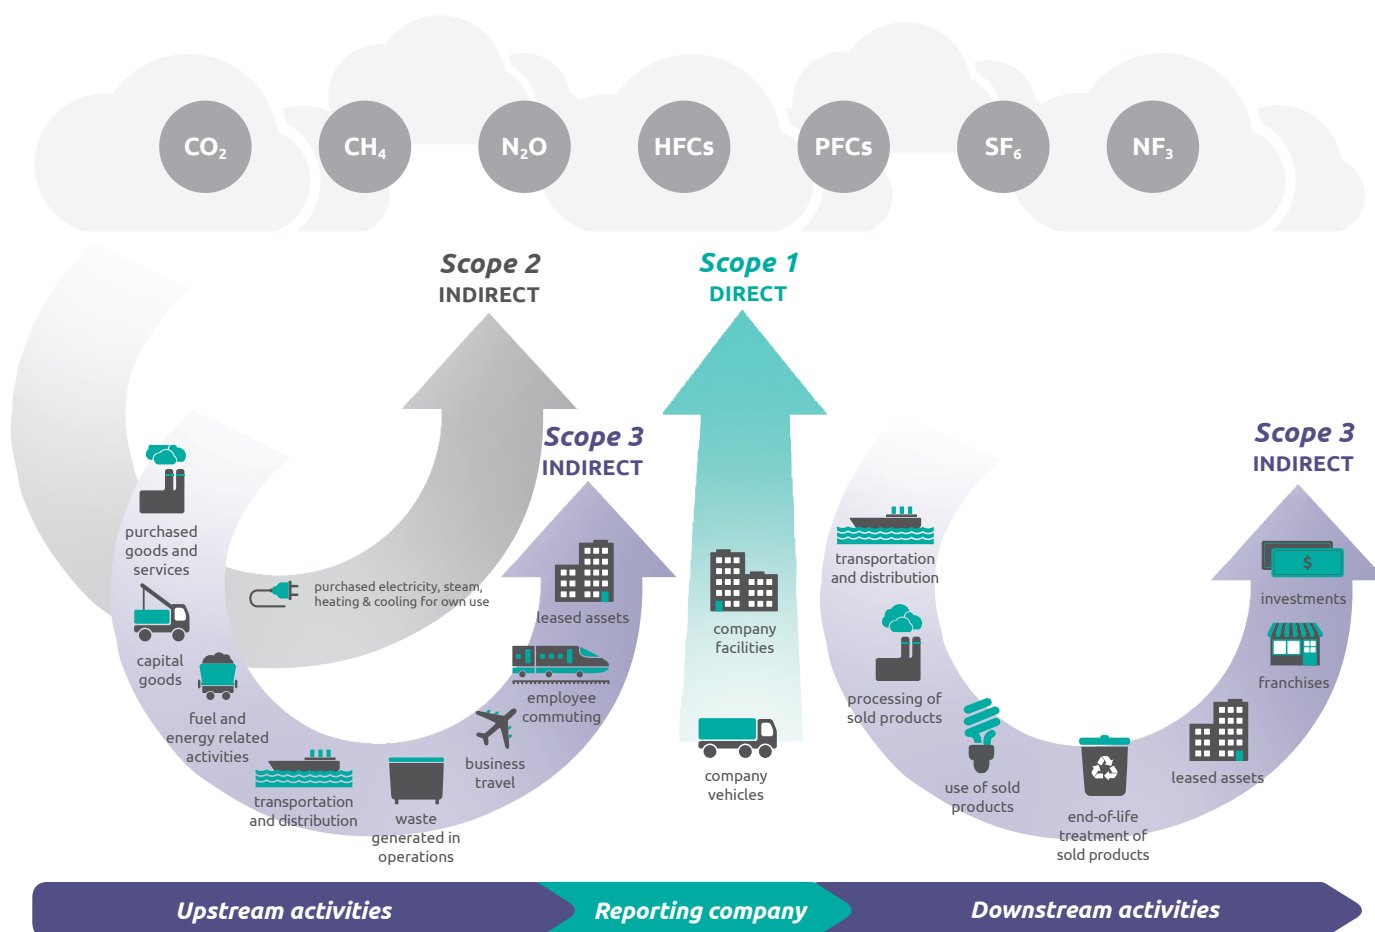 CO₂
CH₄
N₂O
HFCs
PFCs
SF₆
NF₃
Scope 2
INDIRECT
Scope 1
DIRECT
Scope 3
INDIRECT
Scope 3
INDIRECT
purchased
goods and
services
capital
goods
fuel and
energy related
activities
transportation
and distribution
waste
generated in
operations
business
travel
employee
commuting
leased assets
purchased electricity, steam,
heating & cooling for own use
company
facilities
company
vehicles
transportation
and distribution
processing of
sold products
use of sold
products
end-of-life
treatment of
sold products
leased assets
franchises
$
investments
Upstream activities
Reporting company
Downstream activities